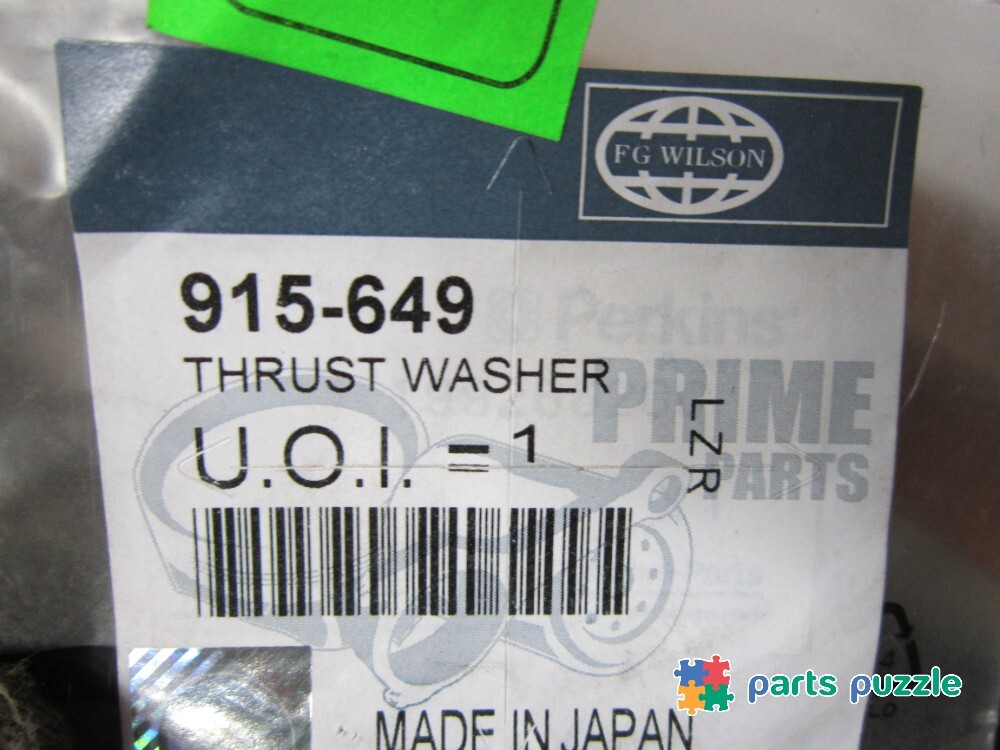 FG WILSON
915-649
Perkins
THRUST WASHER
PRIME
PARTS
U.O.I. = 1
LZR
parts puzzle
MADE IN JAPAN